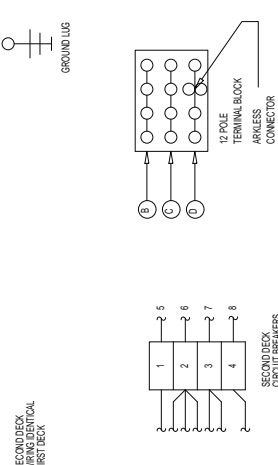 GROUND LUG
12 POLE
TERMINAL BLOCK
ARKLESS
CONNECTOR
B
C
D
ECOND DECK
IRING IDENTICAL
IRST DECK
1
2
3
4
5
6
7
8
SECOND DECK
CIRCUIT BREAKERS